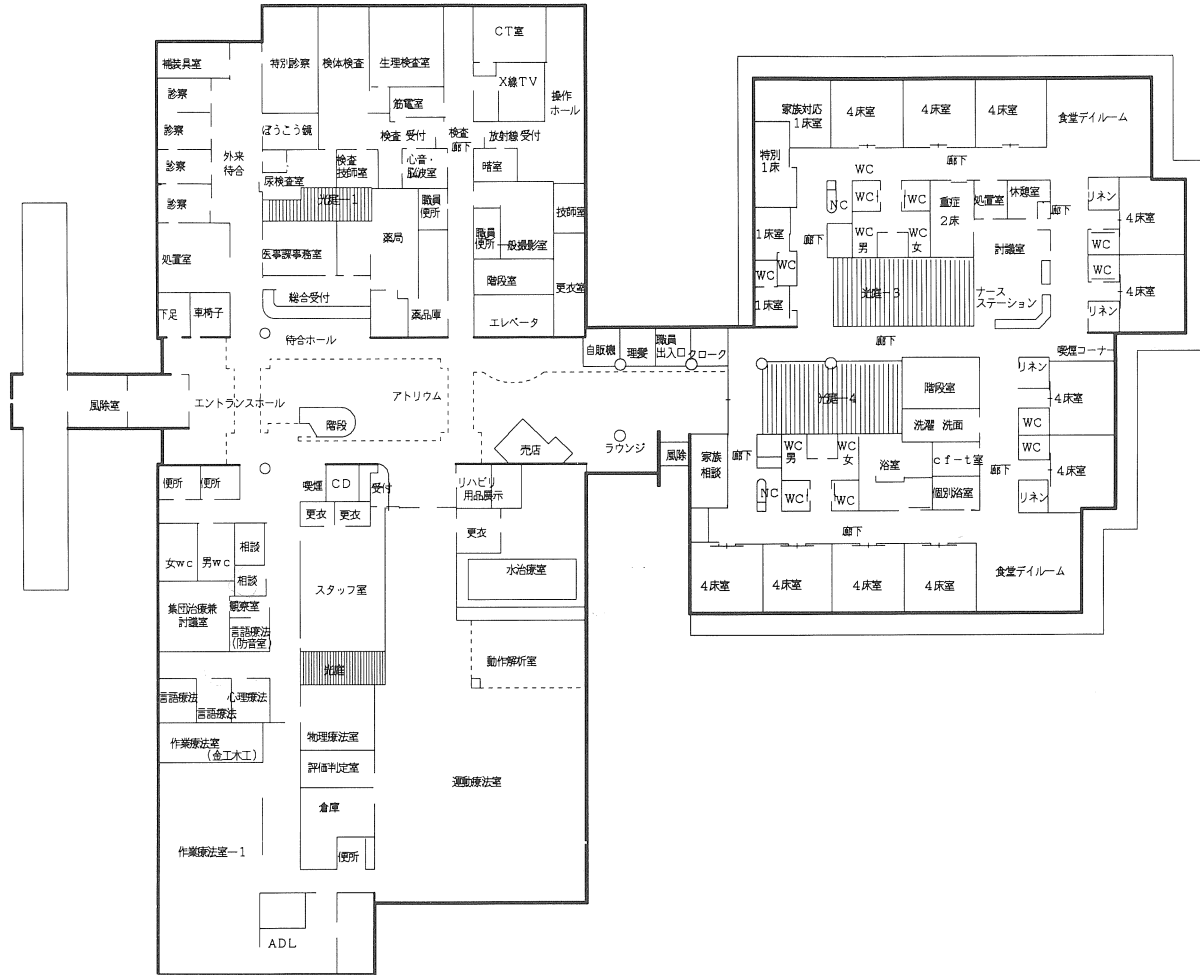 補装具室
特別診察
検体検査
生理検査室
CT室
X線TV
操作
ホール
診察
筋電室
診察
ぼうこう鏡
検査 受付
検査
廊下
放射線受付
外来
待合
診察
尿検査室
検査
技師室
心音・
脳波室
暗室
診察
光庭ー1
職員
便所
技師室
薬局
職員
便所
一般撮影室
処置室
医事課事務室
階段室
更衣室
総合受付
下足
車椅子
薬品庫
エレベータ
待合ホール
自販機
理髪
職員
出入口
クローク
風除室
エントランスホール
アトリウム
階段
売店
ラウンジ
風除
便所
便所
喫煙
CD
受付
リハビリ
用品展示
更衣
更衣
更衣
女wc
男wc
相談
相談
スタッフ室
水治療室
集団治療兼
討議室
観察室
言語療法
(防音室)
光庭
動作解析室
言語療法
言語療法
心理療法
作業療法室
(金工木工)
物理療法室
評価判定室
運動療法室
倉庫
作業療法室ー1
便所
ADL
家族対応
1床室
4床室
4床室
4床室
食堂デイルーム
特別
1床
廊下
WC
NC
WC
WC
重症
2床
処置室
休憩室
廊下
リネン
4床室
1床室
廊下
WC
男
WC
女
討議室
WC
WC
WC
WC
1床室
光庭ー3
ナース
ステーション
4床室
リネン
廊下
喫煙コーナー
光庭ー4
階段室
リネン
4床室
洗濯 洗面
WC
家族
相談
廊下
WC
男
WC
女
浴室
cf−t室
廊下
WC
4床室
NC
WC
WC
個別浴室
リネン
廊下
4床室
4床室
4床室
4床室
食堂デイルーム